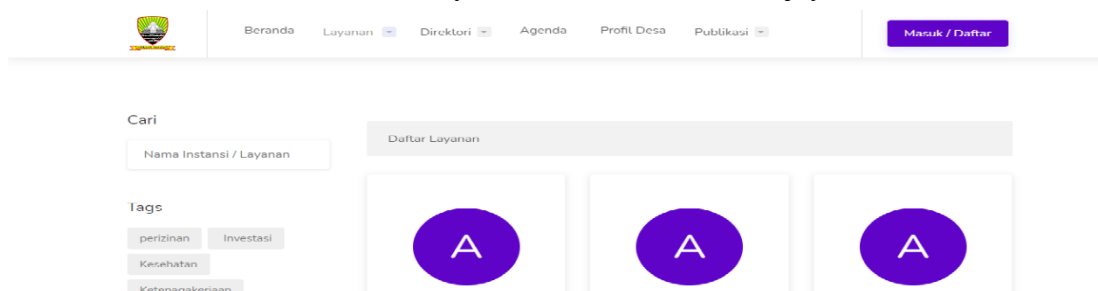 Beranda Layanan Direktori Agenda Profil Desa Publikasi Masuk / Daftar
Cari
Nama Instansi / Layanan
Daftar Layanan
Tags
perizinan Investasi
Kesehatan
Ketenagakerjaan
A A A